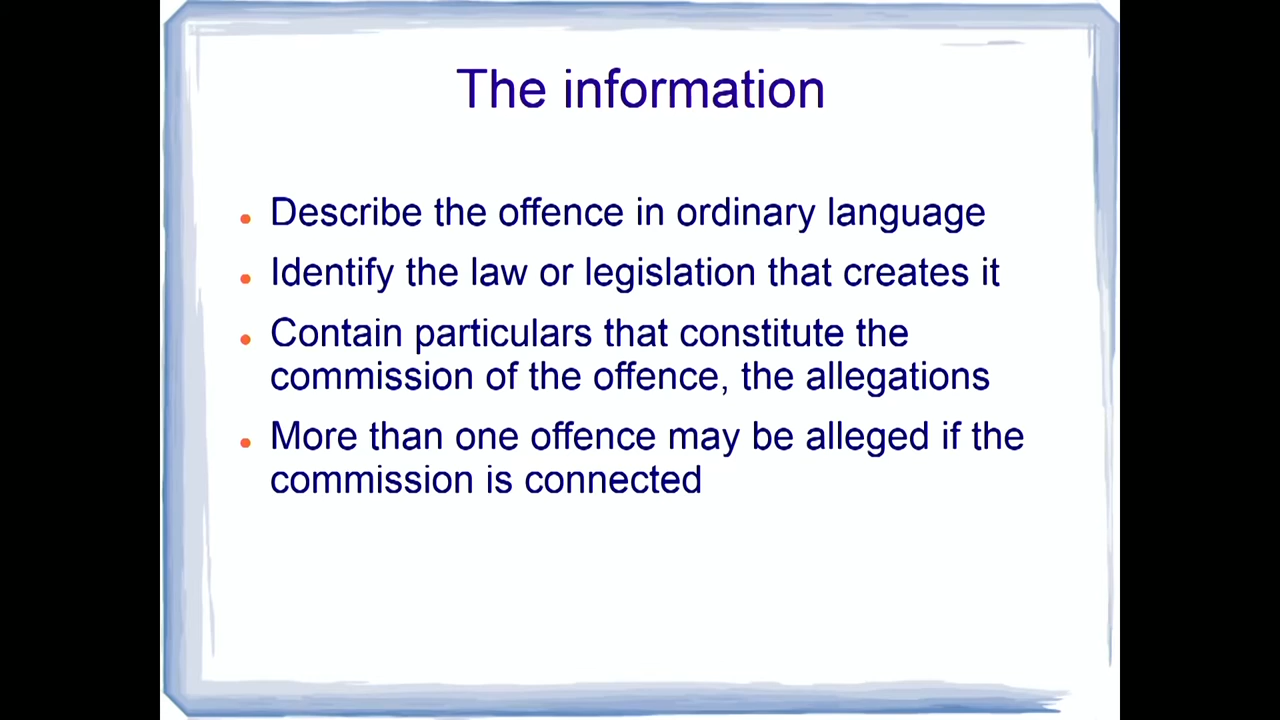 The information
Describe the offence in ordinary language
Identify the law or legislation that creates it
Contain particulars that constitute the
commission of the offence, the allegations
More than one offence may be alleged if the
commission is connected